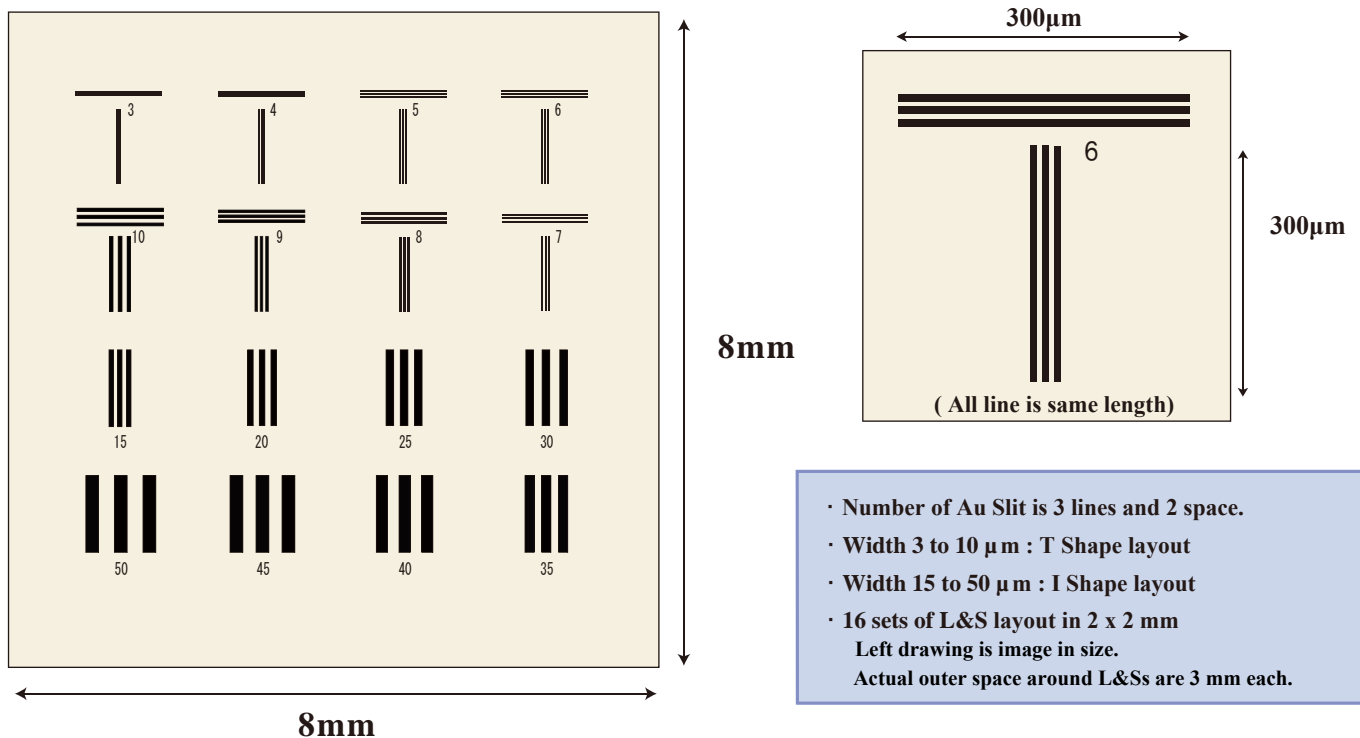 3
4
5
6
10
9
8
7
15
20
25
30
50
45
40
35
8mm
8mm
300µm
6
300µm
( All line is same length)
· Number of Au Slit is 3 lines and 2 space.
· Width 3 to 10 µm : T Shape layout
· Width 15 to 50 µm : I Shape layout
· 16 sets of L&S layout in 2 x 2 mm
Left drawing is image in size.
Actual outer space around L&Ss are 3 mm each.